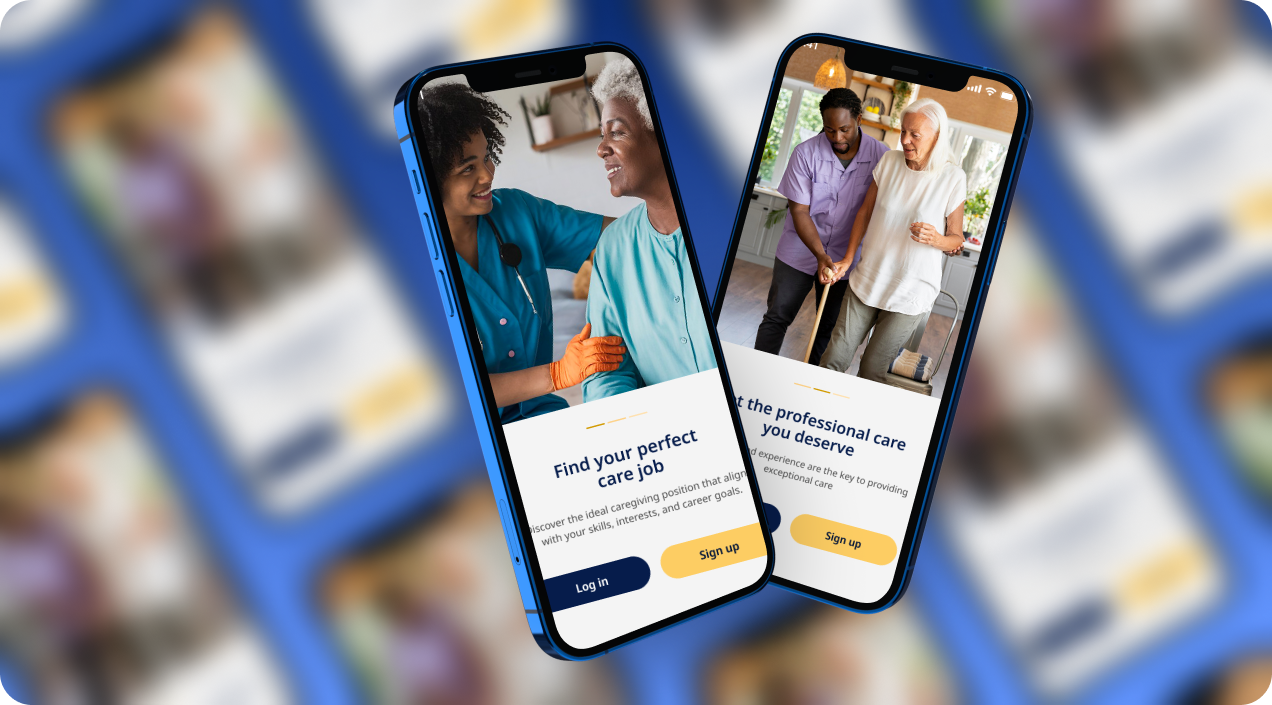 Find your perfect
care job
Discover the ideal caregiving position that align
with your skills, interests, and career goals.
Log in
Sign up
t the professional care
you deserve
d experience are the key to providing
exceptional care
Sign up